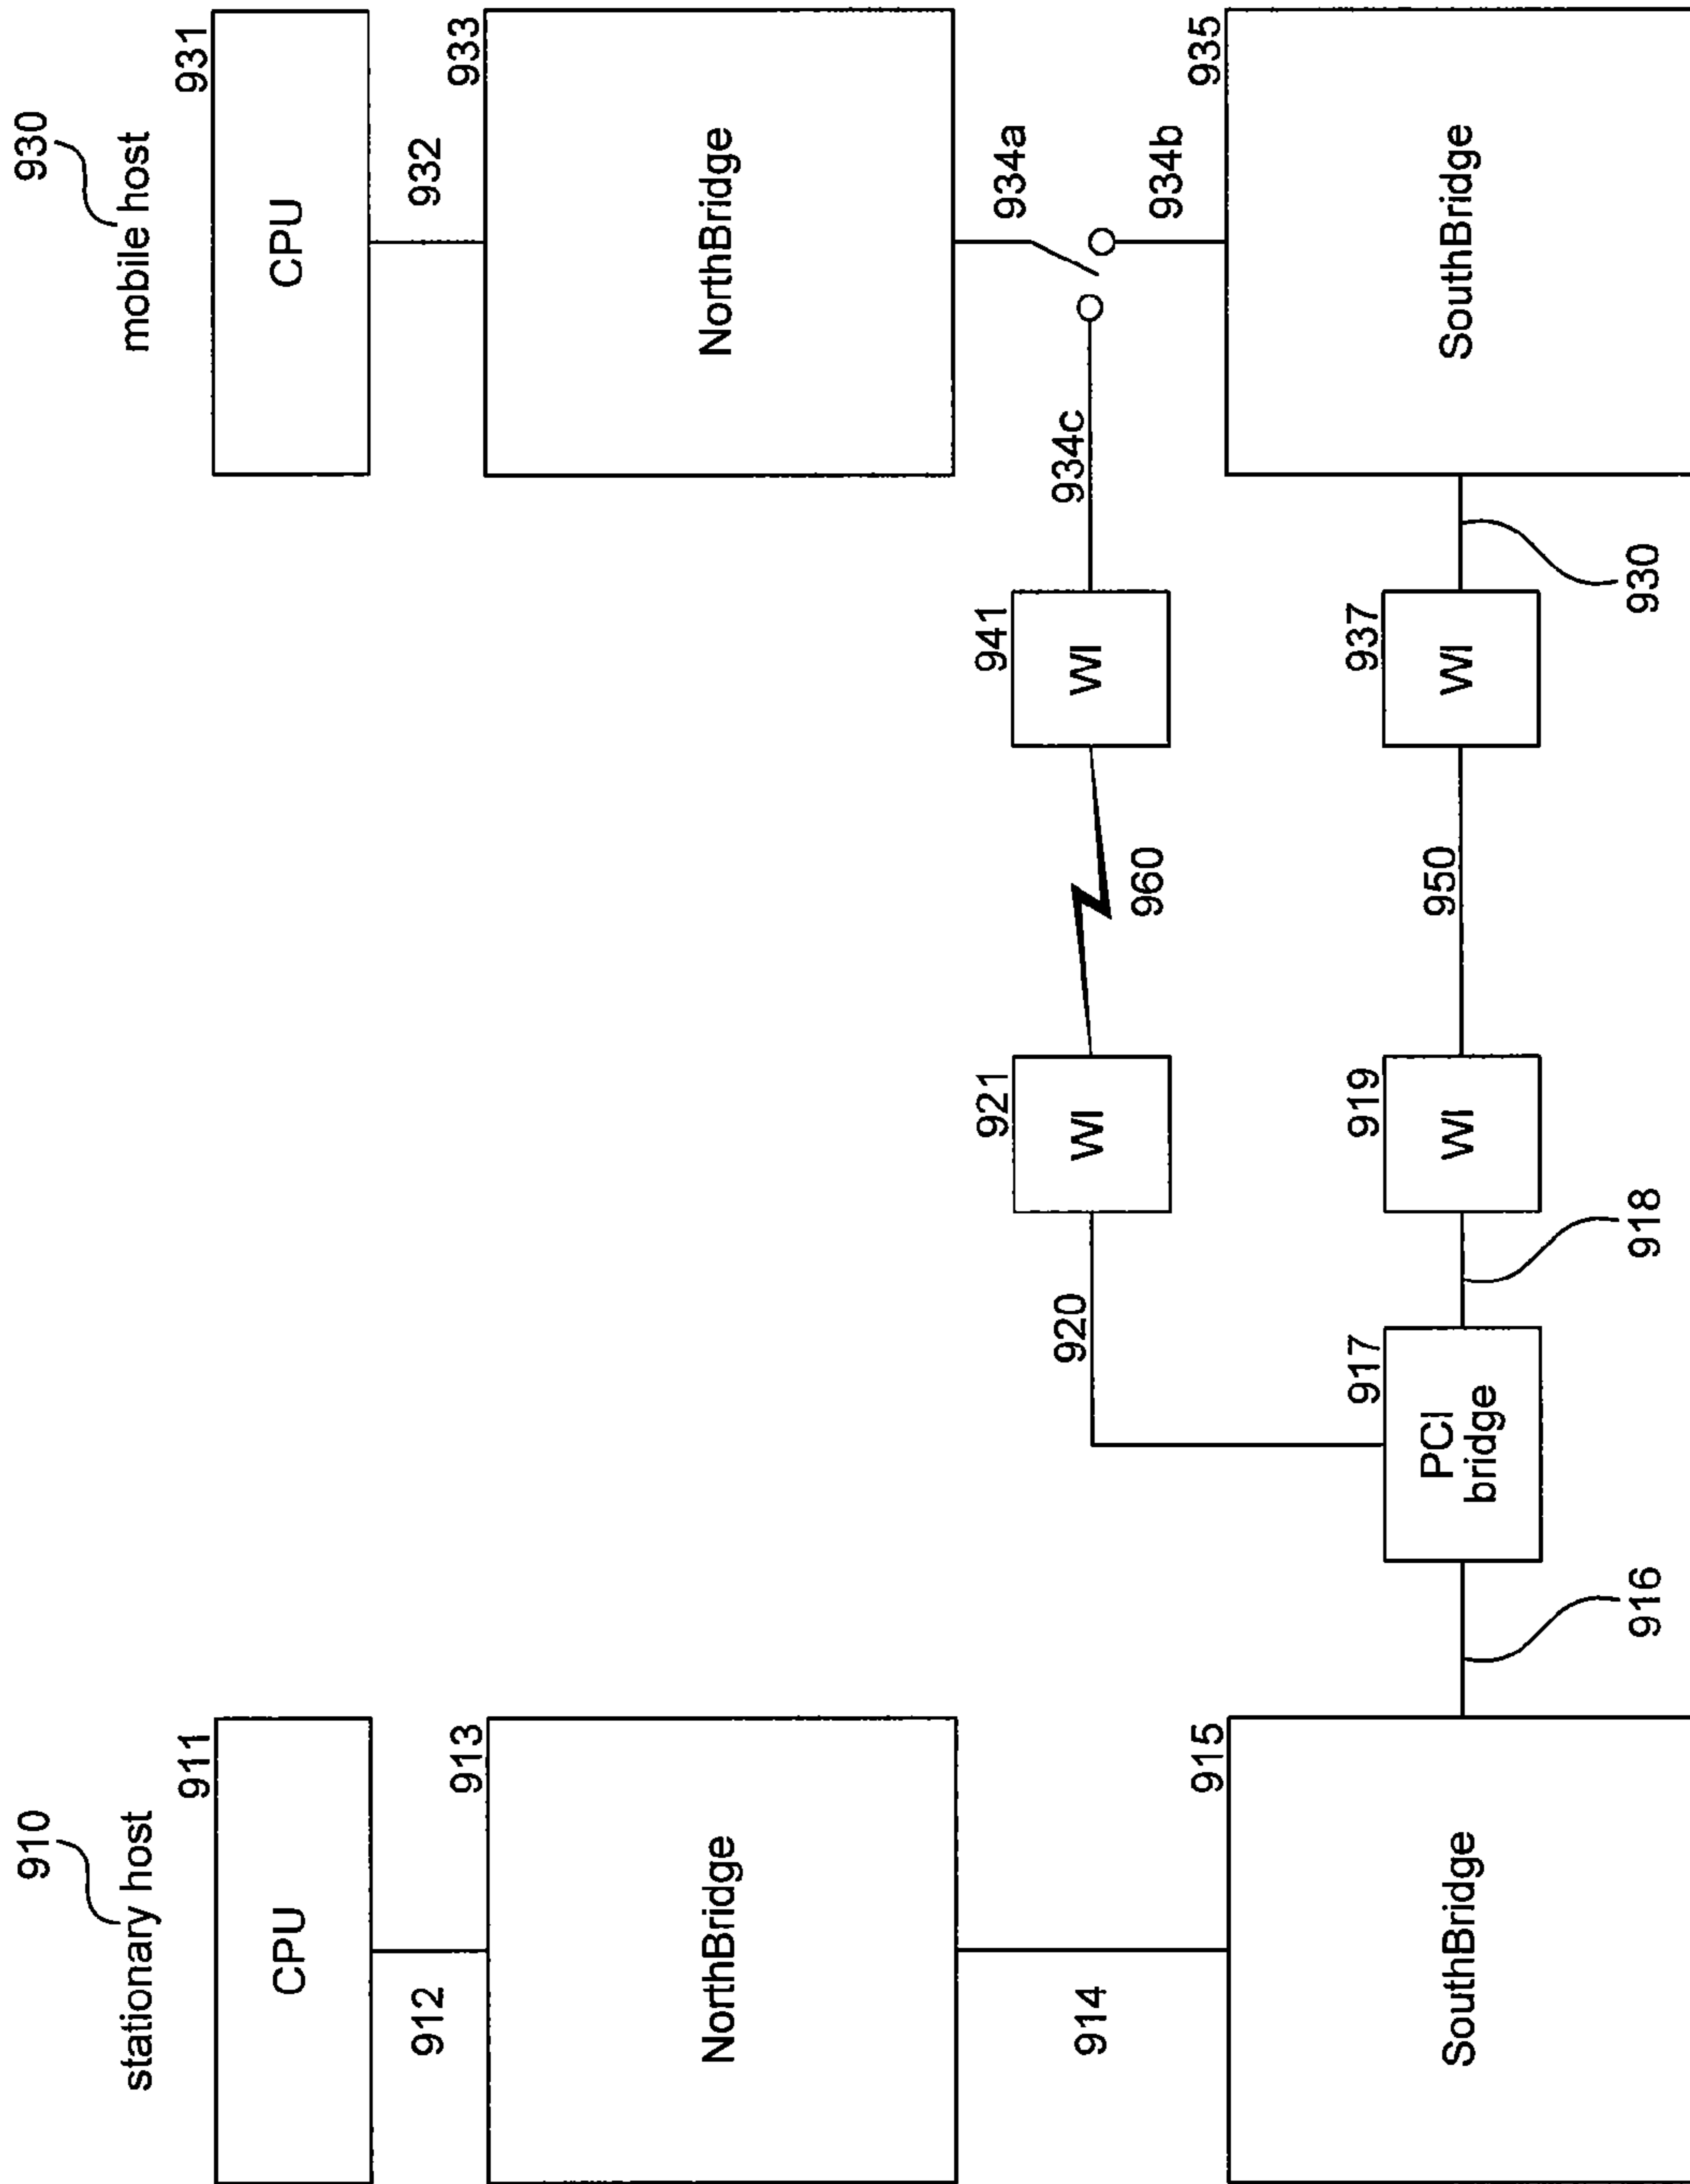 910
stationary host
911
CPU
912
913
NorthBridge
914
915
SouthBridge
916
917
PCI
bridge
918
920
919
WI
921
WI
960
950
941
WI
937
WI
930
934c
930
mobile host
931
CPU
932
933
NorthBridge
934a
934b
935
SouthBridge